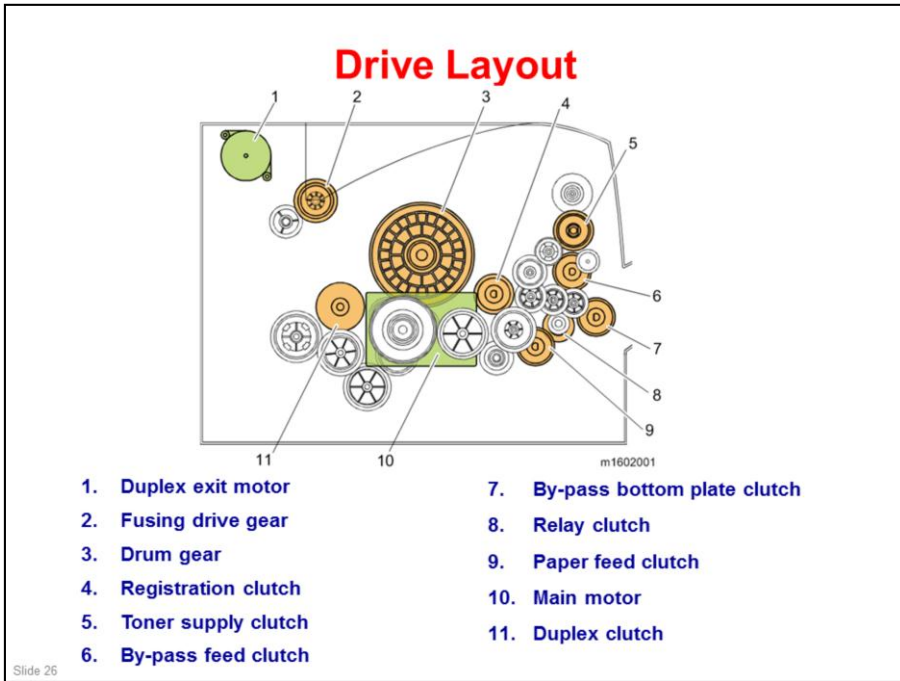 Drive Layout
1
2
3
4
5
6
7
8
9
10
11
m1602001
1. Duplex exit motor
2. Fusing drive gear
3. Drum gear
4. Registration clutch
5. Toner supply clutch
6. By-pass feed clutch
7. By-pass bottom plate clutch
8. Relay clutch
9. Paper feed clutch
10. Main motor
11. Duplex clutch
Slide 26